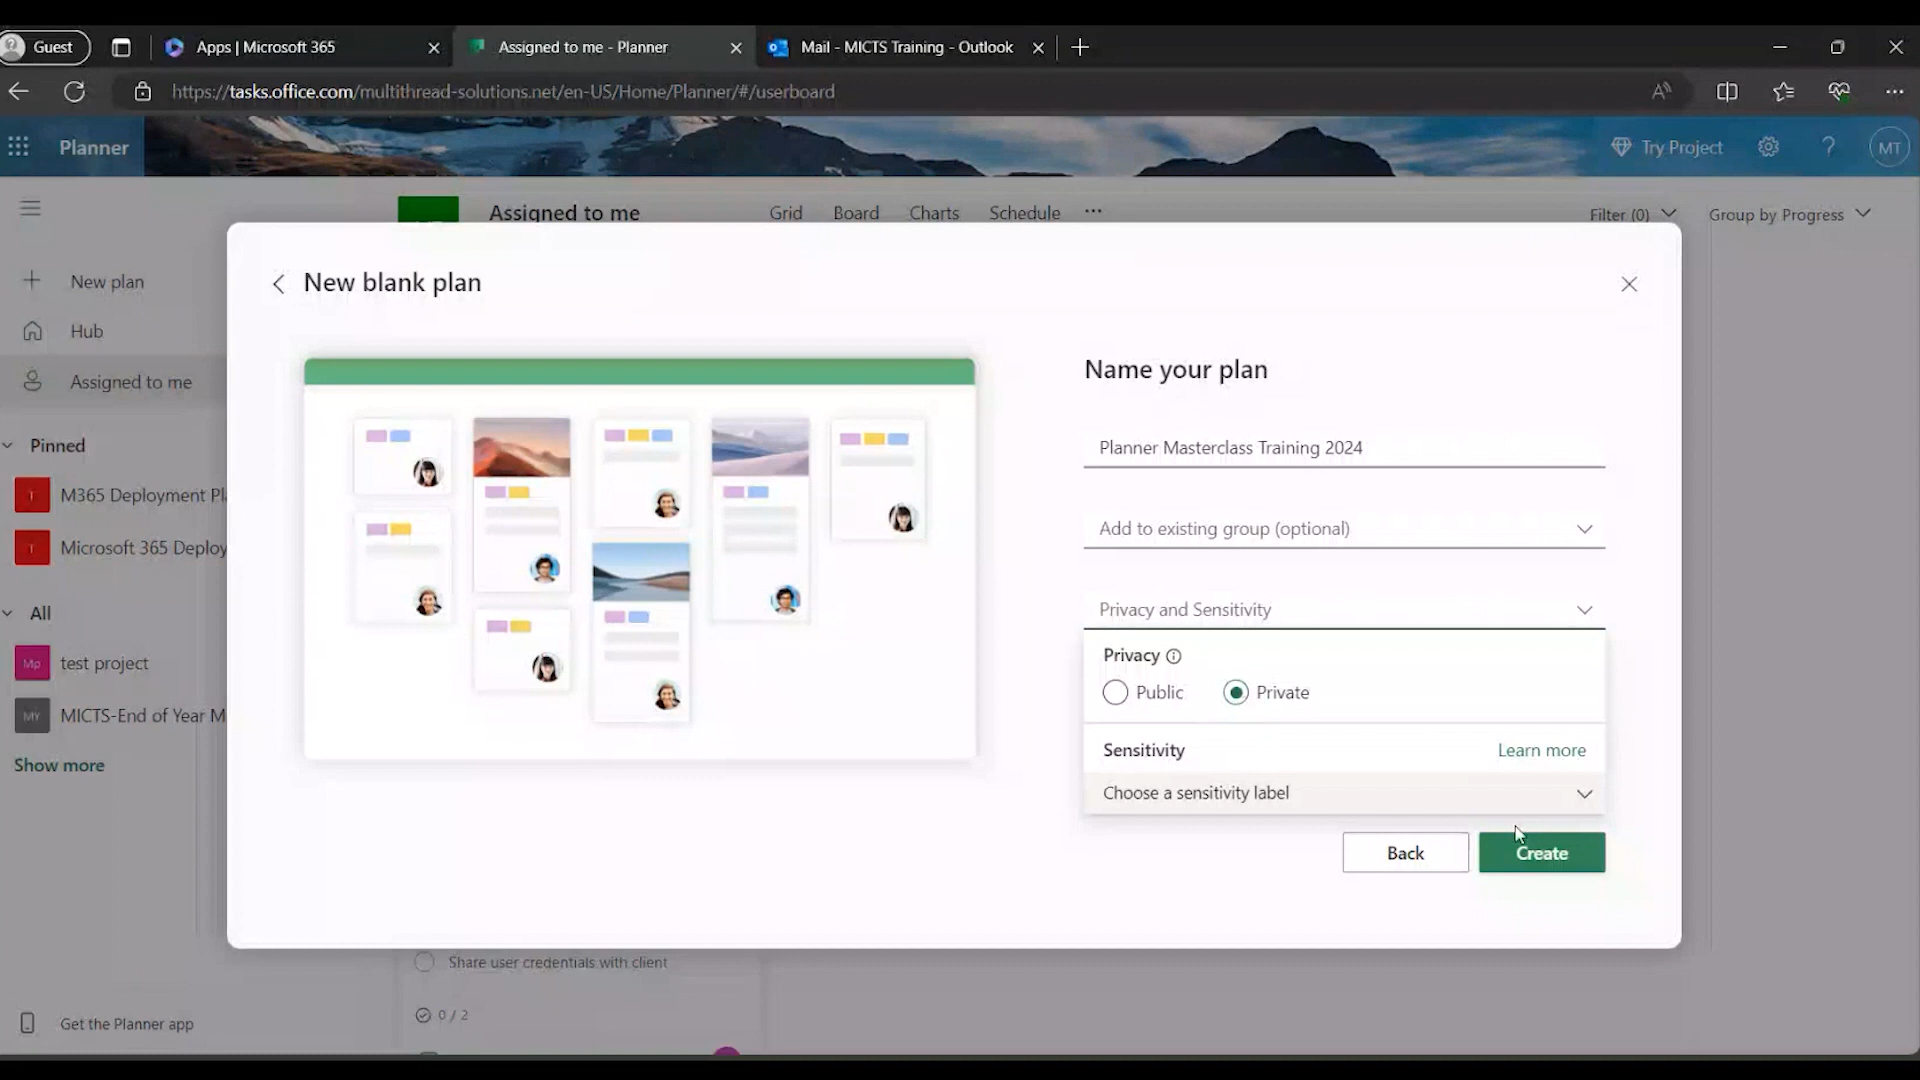 Guest
Apps | Microsoft 365
Assigned to me - Planner
Mail - MICTS Training - Outlook
https://tasks.office.com/multithread-solutions.net/en-US/Home/Planner/#/userboard
Planner
Try Project
MT
Assigned to me
Grid
Board
Charts
Schedule
Filter (0)
Group by Progress
New plan
Hub
Assigned to me
Pinned
T
M365 Deployment Pl
T
Microsoft 365 Deploy
All
Mp
test project
MY
MICTS-End of Year M
Show more
Get the Planner app
New blank plan
Name your plan
Planner Masterclass Training 2024
Add to existing group (optional)
Privacy and Sensitivity
Privacy
Public
Private
Sensitivity
Learn more
Choose a sensitivity label
Back
Create
Share user credentials with client
0 / 2